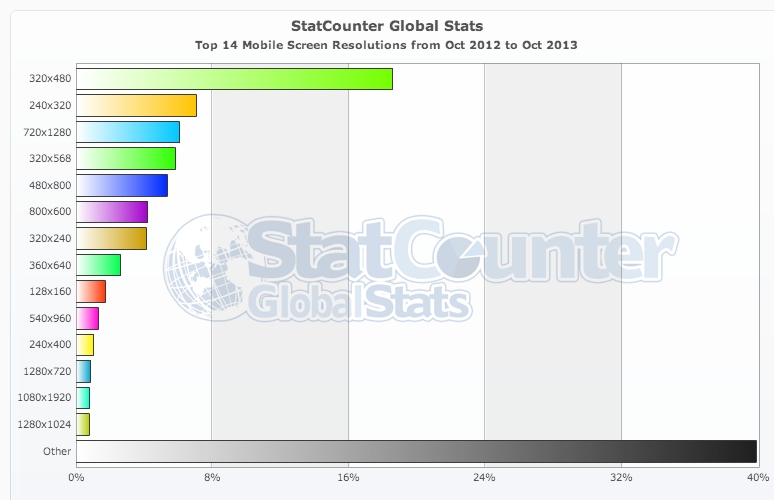 StatCounter Global Stats
Top 14 Mobile Screen Resolutions from Oct 2012 to Oct 2013
320x480
240x320
720x1280
320x568
480x800
800x600
320x240
360x640
128x160
540x960
240x400
1280x720
1080x1920
1280x1024
Other
StatCounter
GlobalStats
0% 8% 16% 24% 32% 40%